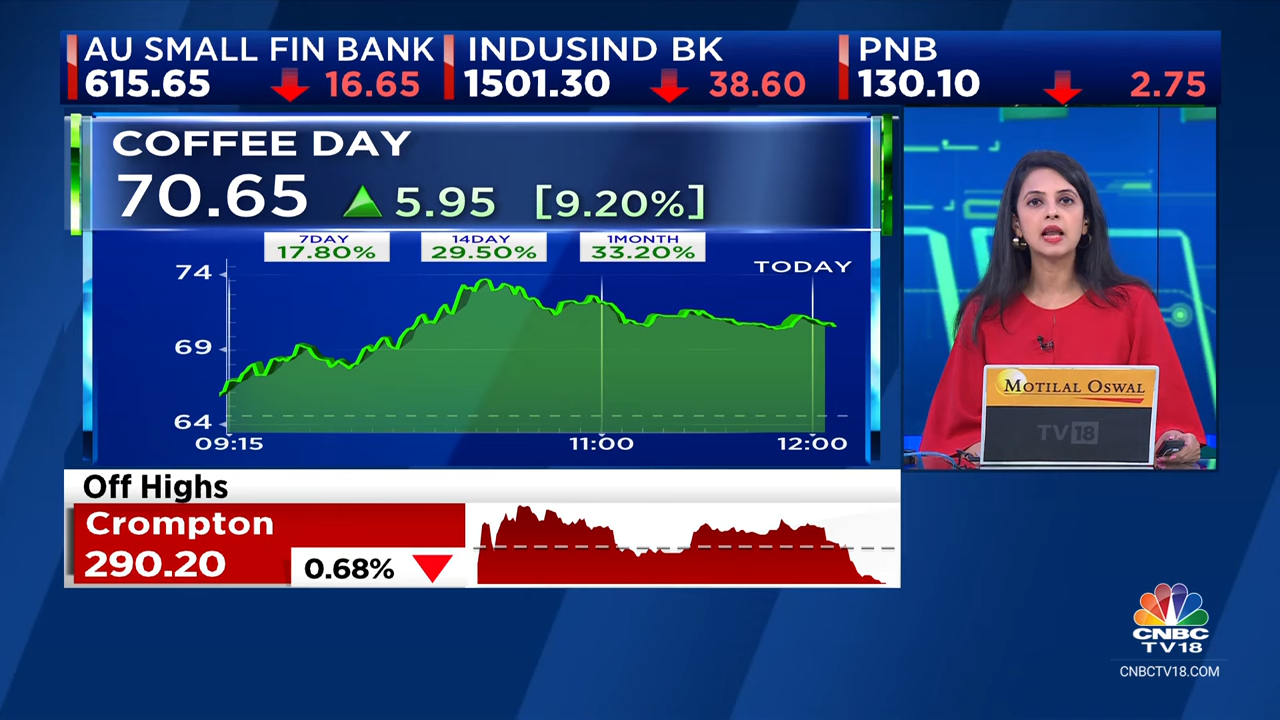 AU SMALL FIN BANK
615.65 16.65
INDUSIND BK
1501.30 38.60
PNB
130.10 2.75
COFFEE DAY
70.65 5.95 [9.20%]
7DAY
17.80%
14DAY
29.50%
1MONTH
33.20%
TODAY
74
69
64
09:15 11:00 12:00
MOTILAL OSWAL
TV18
Off Highs
Crompton
290.20 0.68%
CNBC
TV18
CNBCTV18.COM